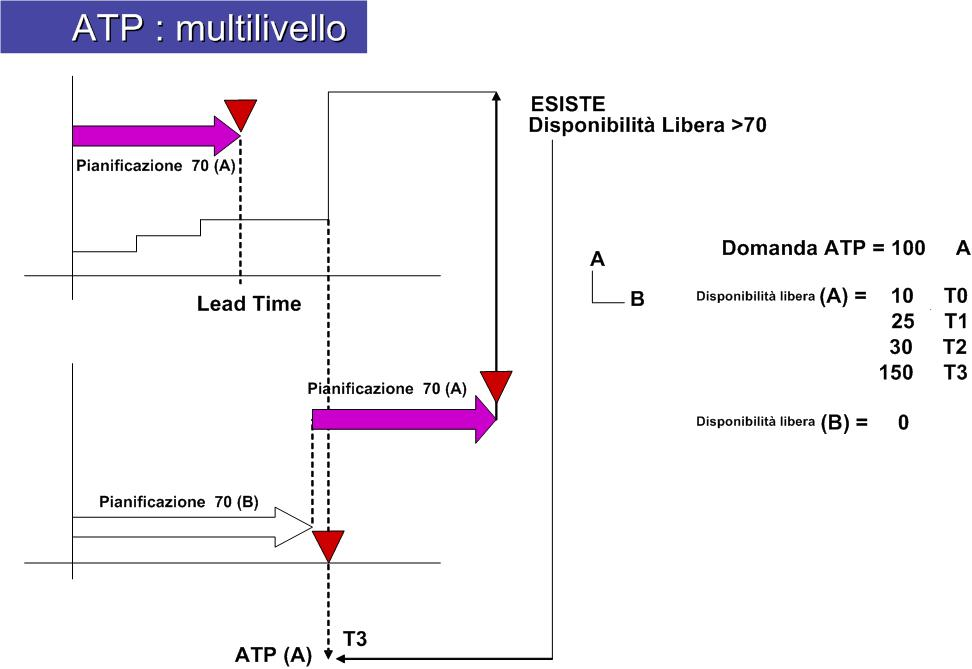 ATP : multilivello
ESISTE
Disponibilità Libera >70
Pianificazione 70 (A)
Lead Time
A
B
Domanda ATP = 100 A
Disponibilità libera (A) = 10 T0
25 T1
30 T2
150 T3
Pianificazione 70 (A)
Disponibilità libera (B) = 0
Pianificazione 70 (B)
T3
ATP (A)